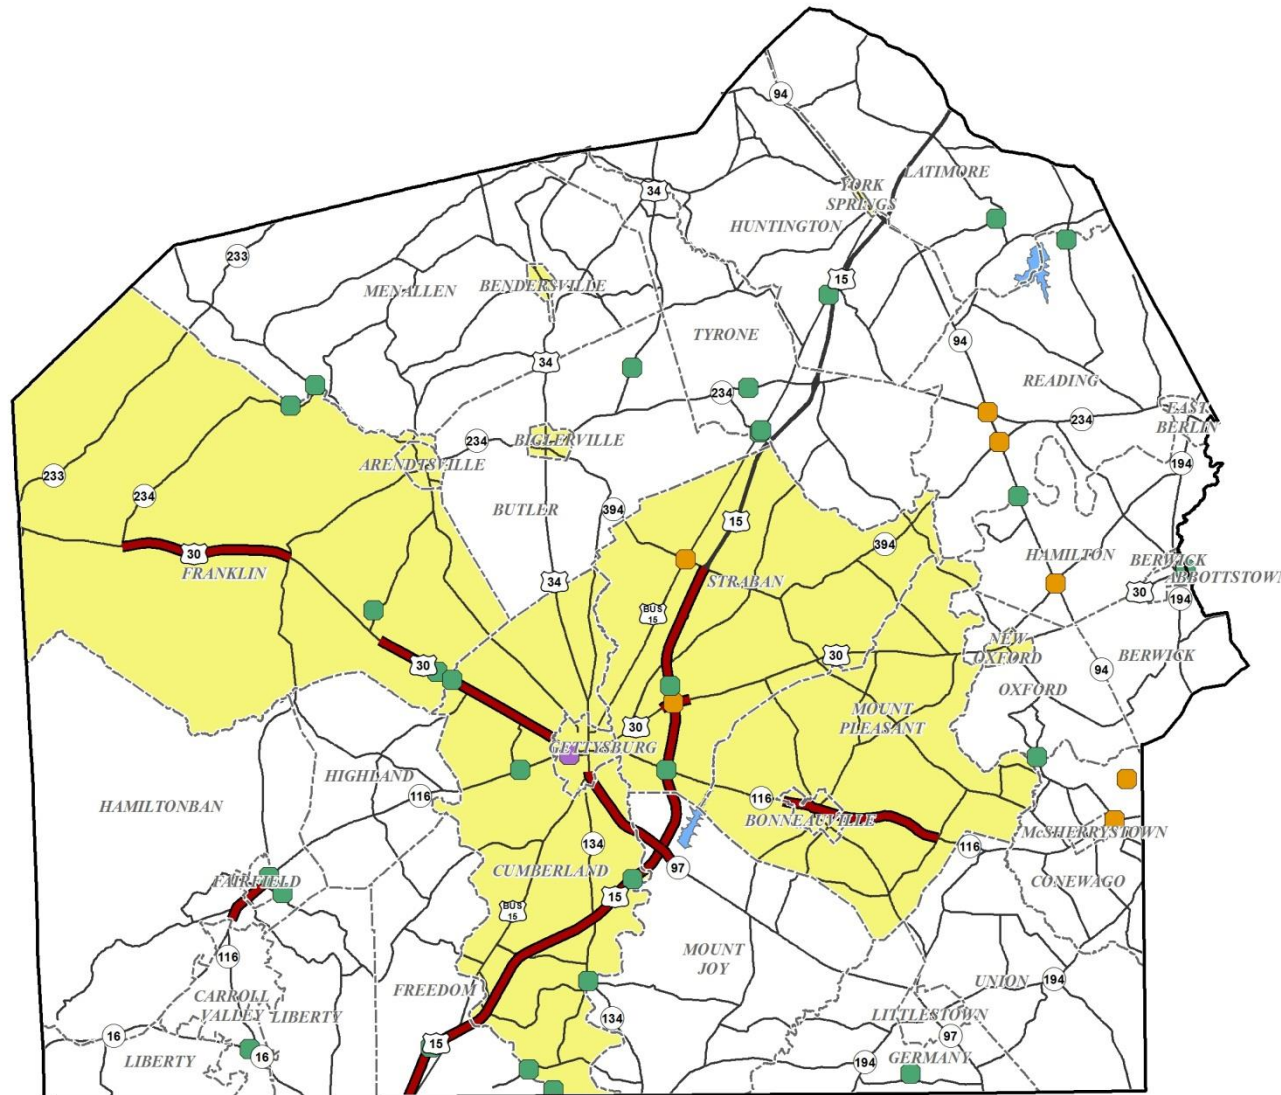 94
LATIMORE
34
YORK
SPRINGS
HUNTINGTON
233
15
MENALLEN
BENDERSVILLE
TYRONE
94
34
READING
234
234
EAST
BERLIN
234
BIGLERVILLE
ARENDTSVILLE
194
233
234
BUTLER
394
15
394
30
FRANKLIN
HAMILTON
BERWICK
ABBOTTSTOWN
34
STRABAN
30
194
BUS
15
NEW
OXFORD
30
30
BERWICK
94
OXFORD
MOUNT
PLEASANT
30
GETTYSBURG
HIGHLAND
116
116
HAMILTONBAN
BONNEAUVILLE
McSHERRYSTOWN
134
116
97
CUMBERLAND
CONEWAGO
FAIRFIELD
15
BUS
15
MOUNT
JOY
116
UNION
194
FREEDOM
CARROLL
VALLEY
LIBERTY
134
LITTLESTOWN
16
97
15
LIBERTY
16
194
GERMANY